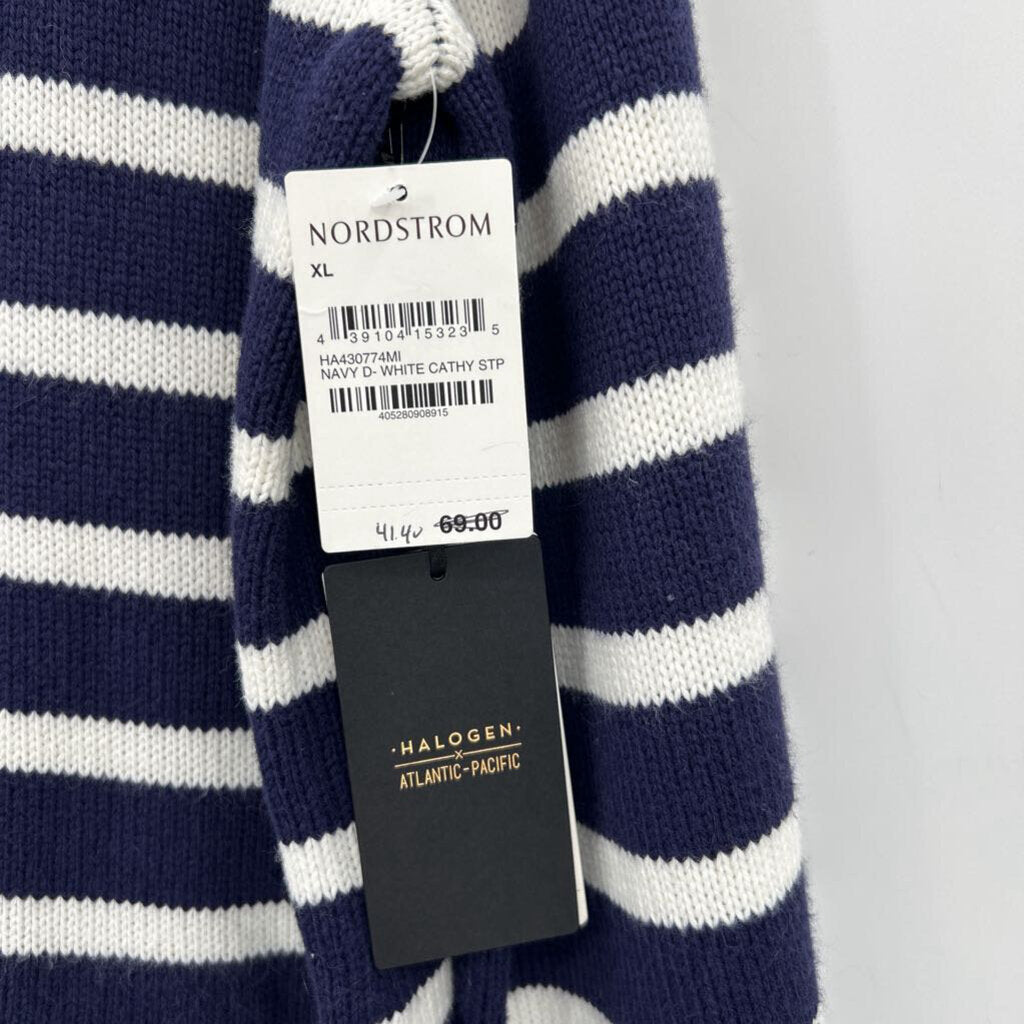 NORDSTROM
XL
4 39104 15323 5
HA430774MI
NAVY D- WHITE CATHY STP
405280908915
41.40 69.00
·HALOGEN·
x
ATLANTIC-PACIFIC